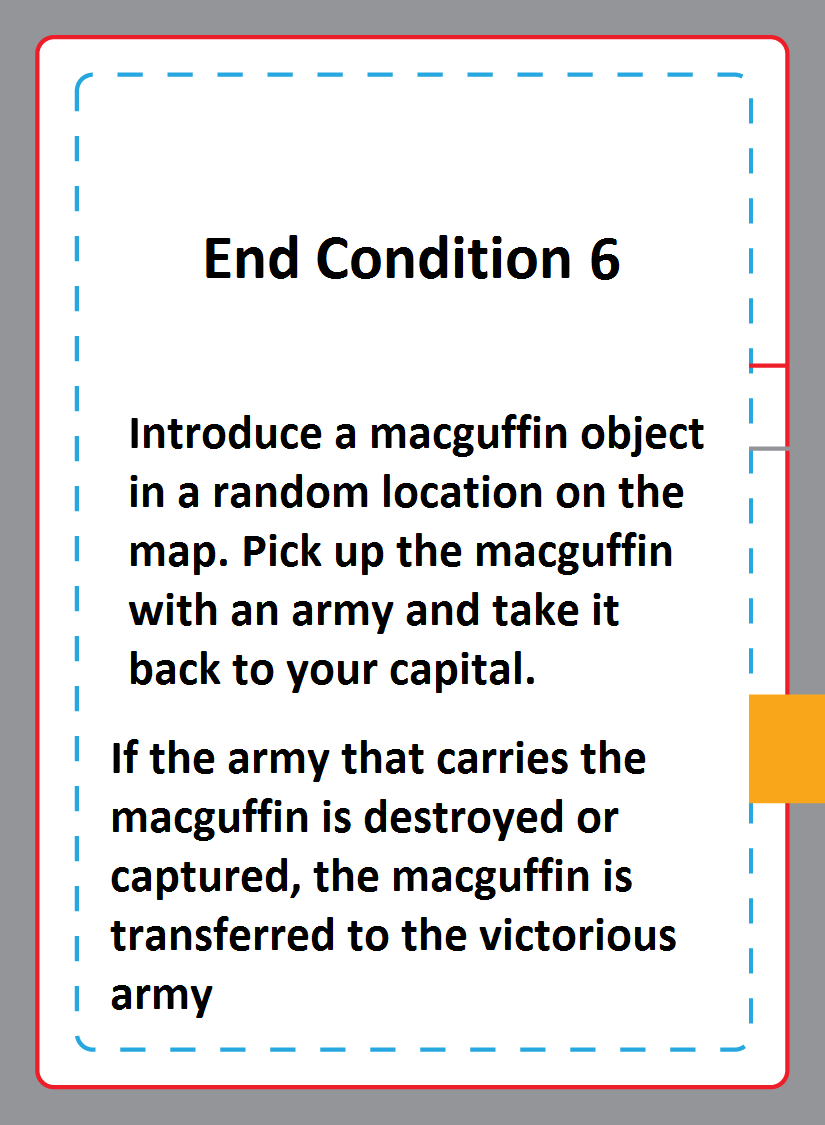 End Condition 6
Introduce a macguffin object
in a random location on the
map. Pick up the macguffin
with an army and take it
back to your capital.
If the army that carries the
macguffin is destroyed or
captured, the macguffin is
transferred to the victorious
army